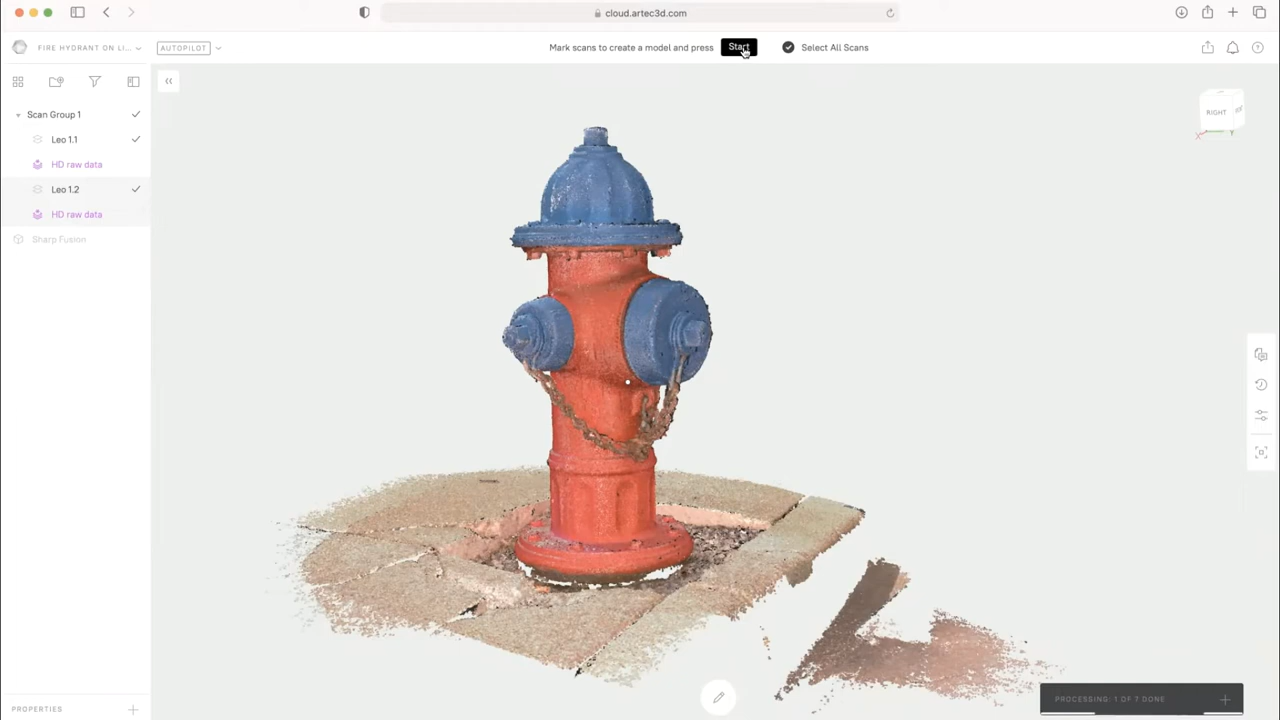 cloud.artec3d.com
FIRE HYDRANT ON LI...
AUTOPILOT
Mark scans to create a model and press
Start
Select All Scans
Scan Group 1
Leo 1.1
HD raw data
Leo 1.2
HD raw data
Sharp Fusion
RIGHT
PROPERTIES
PROCESSING: 1 OF 7 DONE